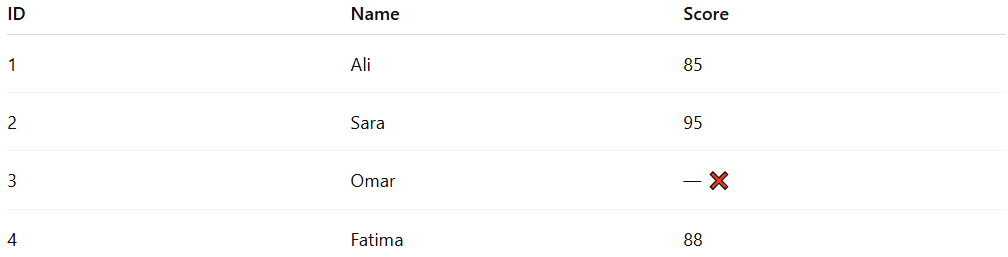 ID Name Score
1 Ali 85
2 Sara 95
3 Omar — ❌
4 Fatima 88